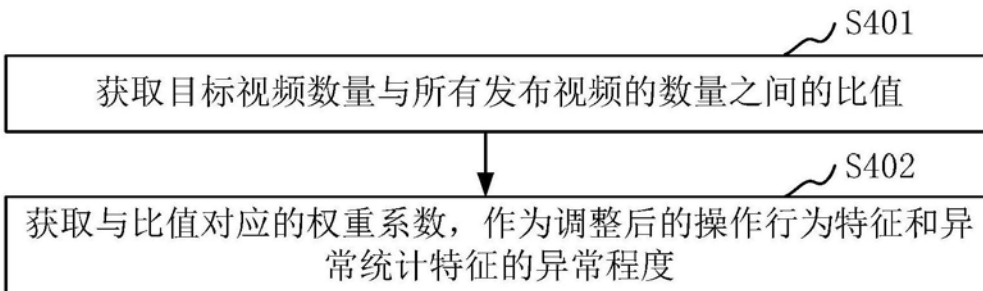 S401
获取目标视频数量与所有发布视频的数量之间的比值
S402
获取与比值对应的权重系数，作为调整后的操作行为特征和异
常统计特征的异常程度